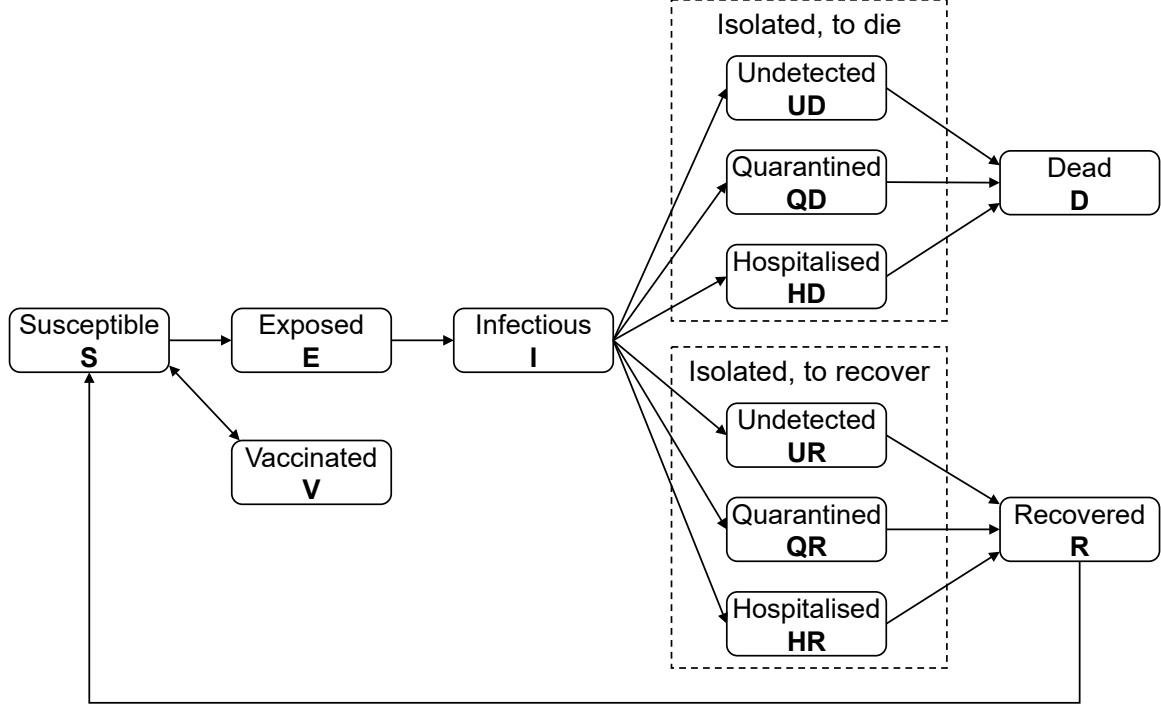 Isolated, to die
Undetected
UD
Quarantined
QD
Hospitalised
HD
Dead
D
Susceptible
S
Exposed
E
Infectious
I
Vaccinated
V
Isolated, to recover
Undetected
UR
Quarantined
QR
Hospitalised
HR
Recovered
R